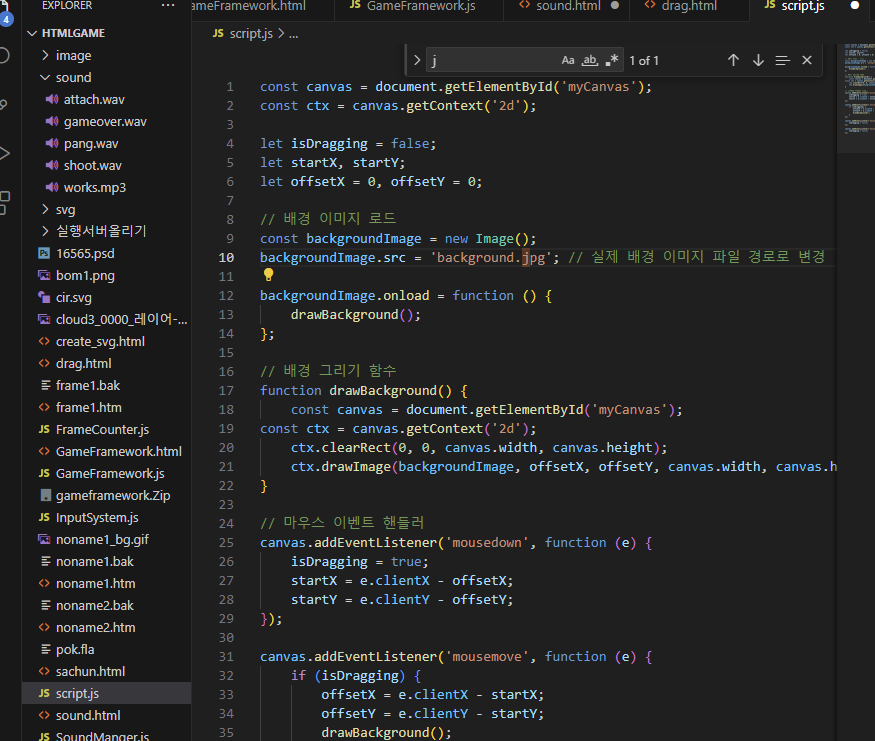 EXPLORER
...
ameFramework.html
JS GameFramework.js
<> sound.html
<> drag.html
JS script.js
4
HTMLGAME
image
sound
attach.wav
gameover.wav
pang.wav
shoot.wav
works.mp3
svg
실행서버올리기
Ps 16565.psd
bom1.png
cir.svg
cloud3_0000_레이어-...
<> create_svg.html
<> drag.html
frame1.bak
<> frame1.htm
JS FrameCounter.js
<> GameFramework.html
JS GameFramework.js
gameframework.Zip
JS InputSystem.js
noname1_bg.gif
noname1.bak
<> noname1.htm
noname2.bak
<> noname2.htm
pok.fla
<> sachun.html
JS script.js
<> sound.html
JS SoundManger.js
JS script.js > ...
j
Aa ab .* 1 of 1
1 const canvas = document.getElementById('myCanvas');
2 const ctx = canvas.getContext('2d');
3
4 let isDragging = false;
5 let startX, startY;
6 let offsetX = 0, offsetY = 0;
7
8 // 배경 이미지 로드
9 const backgroundImage = new Image();
10 backgroundImage.src = 'background.jpg'; // 실제 배경 이미지 파일 경로로 변경
11
12 backgroundImage.onload = function () {
13 drawBackground();
14 };
15
16 // 배경 그리기 함수
17 function drawBackground() {
18 const canvas = document.getElementById('myCanvas');
19 const ctx = canvas.getContext('2d');
20 ctx.clearRect(0, 0, canvas.width, canvas.height);
21 ctx.drawImage(backgroundImage, offsetX, offsetY, canvas.width, canvas.h
22 }
23
24 // 마우스 이벤트 핸들러
25 canvas.addEventListener('mousedown', function (e) {
26 isDragging = true;
27 startX = e.clientX - offsetX;
28 startY = e.clientY - offsetY;
29 });
30
31 canvas.addEventListener('mousemove', function (e) {
32 if (isDragging) {
33 offsetX = e.clientX - startX;
34 offsetY = e.clientY - startY;
35 drawBackground();